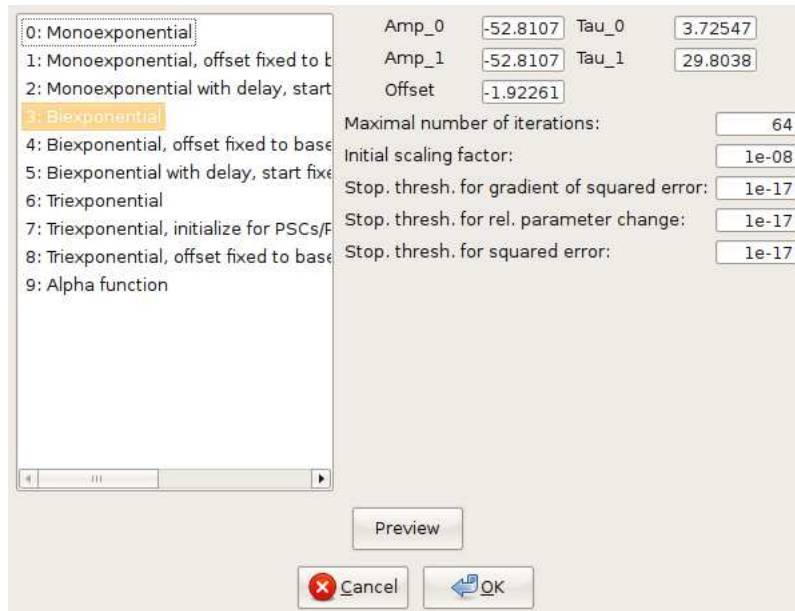 0: Monoexponential
1: Monoexponential, offset fixed to b
2: Monoexponential with delay, start
3: Biexponential
4: Biexponential, offset fixed to base
5: Biexponential with delay, start fixe
6: Triexponential
7: Triexponential, initialize for PSCs/P
8: Triexponential, offset fixed to base
9: Alpha function
Amp_0 -52.8107 Tau_0 3.72547
Amp_1 -52.8107 Tau_1 29.8038
Offset -1.92261
Maximal number of iterations: 64
Initial scaling factor: 1e-08
Stop. thresh. for gradient of squared error: 1e-17
Stop. thresh. for rel. parameter change: 1e-17
Stop. thresh. for squared error: 1e-17
Preview
Cancel OK